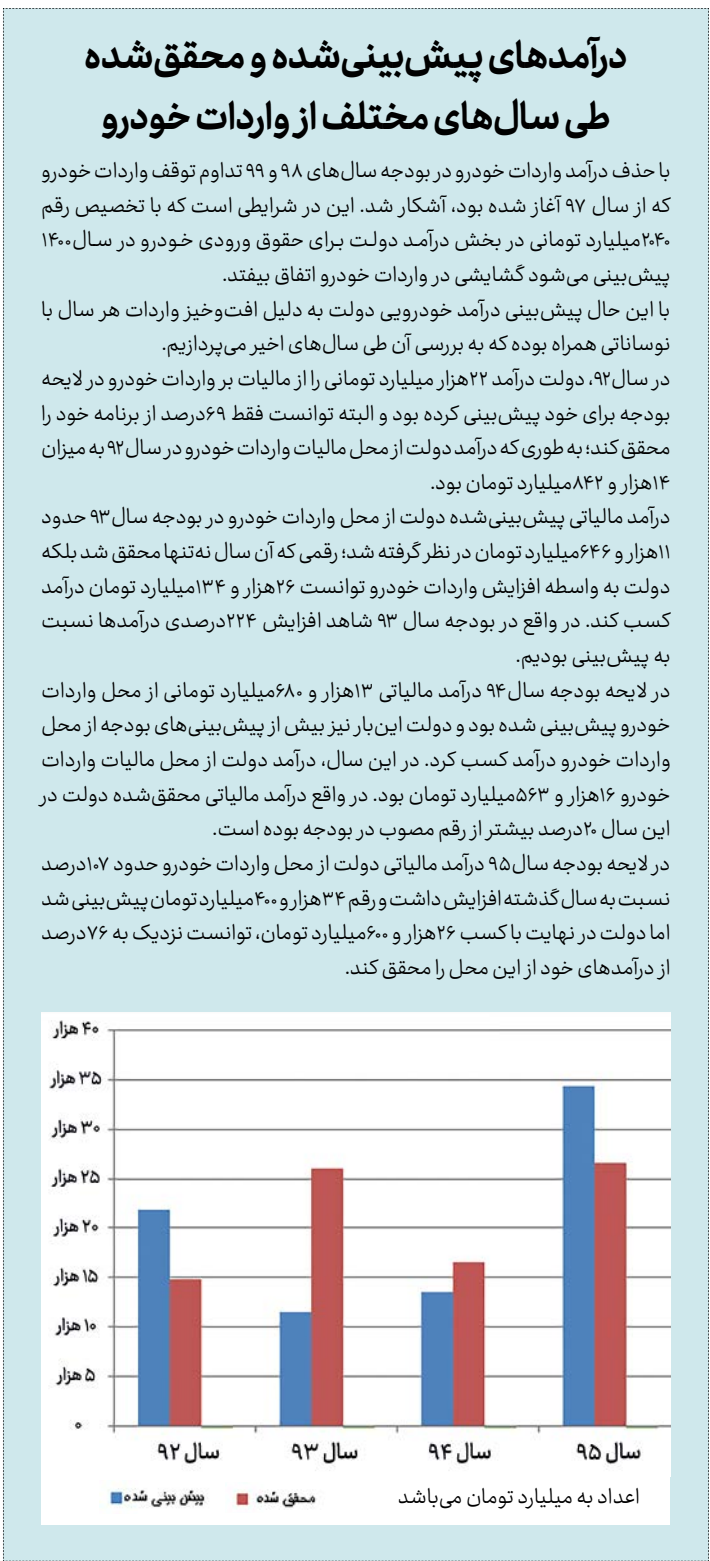 درآمدهای پیش‌بینی‌شده و محقق‌شده
طی سال‌های مختلف از واردات خودرو
با حذف درآمد واردات خودرو در بودجه سال‌های ۹۸ و ۹۹ تداوم توقف واردات خودرو
که از سال ۹۷ آغاز شده بود، آشکار شد. این در شرایطی است که با تخصیص رقم
۲۰۴۰میلیارد تومانی در بخش درآمد دولت برای حقوق ورودی خودرو در سال۱۴۰۰
پیش‌بینی می‌شود گشایشی در واردات خودرو اتفاق بیفتد.
با این حال پیش‌بینی درآمد خودرویی دولت به دلیل افت‌وخیز واردات هر سال با
نوساناتی همراه بوده که به بررسی آن طی سال‌های اخیر می‌پردازیم.
در سال۹۲، دولت درآمد ۲۲هزار میلیارد تومانی را از مالیات بر واردات خودرو در لایحه
بودجه برای خود پیش‌بینی کرده بود و البته توانست فقط ۶۹درصد از برنامه خود را
محقق کند؛ به طوری که درآمد دولت از محل مالیات واردات خودرو در سال۹۲ به میزان
۱۴هزار و ۸۴۲میلیارد تومان بود.
درآمد مالیاتی پیش‌بینی‌شده دولت از محل واردات خودرو در بودجه سال۹۳ حدود
۱۱هزار و ۶۴۶میلیارد تومان در نظر گرفته شد؛ رقمی که آن سال نه‌تنها محقق شد بلکه
دولت به واسطه افزایش واردات خودرو توانست ۲۶هزار و ۱۳۴میلیارد تومان درآمد
کسب کند. در واقع در بودجه سال ۹۳ شاهد افزایش ۲۲۴درصدی درآمدها نسبت
به پیش‌بینی بودیم.
در لایحه بودجه سال۹۴ درآمد مالیاتی ۱۳هزار و ۶۸۰میلیارد تومانی از محل واردات
خودرو پیش‌بینی شده بود و دولت این‌بار نیز بیش از پیش‌بینی‌های بودجه از محل
واردات خودرو درآمد کسب کرد. در این سال، درآمد دولت از محل مالیات واردات
خودرو ۱۶هزار و ۵۶۳میلیارد تومان بود. در واقع درآمد مالیاتی محقق‌شده دولت در
این سال ۲۰درصد بیشتر از رقم مصوب در بودجه بوده است.
در لایحه بودجه سال۹۵ درآمد مالیاتی دولت از محل واردات خودرو حدود ۱۰۷درصد
نسبت به سال گذشته افزایش داشت و رقم ۳۴هزار و ۴۰۰میلیارد تومان پیش‌بینی شد
اما دولت در نهایت با کسب ۲۶هزار و ۶۰۰میلیارد تومان، توانست نزدیک به ۷۶درصد
از درآمدهای خود از این محل را محقق کند.
۴۰ هزار
۳۵ هزار
۳۰ هزار
۲۵ هزار
۲۰ هزار
۱۵ هزار
۱۰ هزار
۵ هزار
۰
سال ۹۲ سال ۹۳ سال ۹۴ سال ۹۵
پیش بینی شده محقق شده اعداد به میلیارد تومان می‌باشد